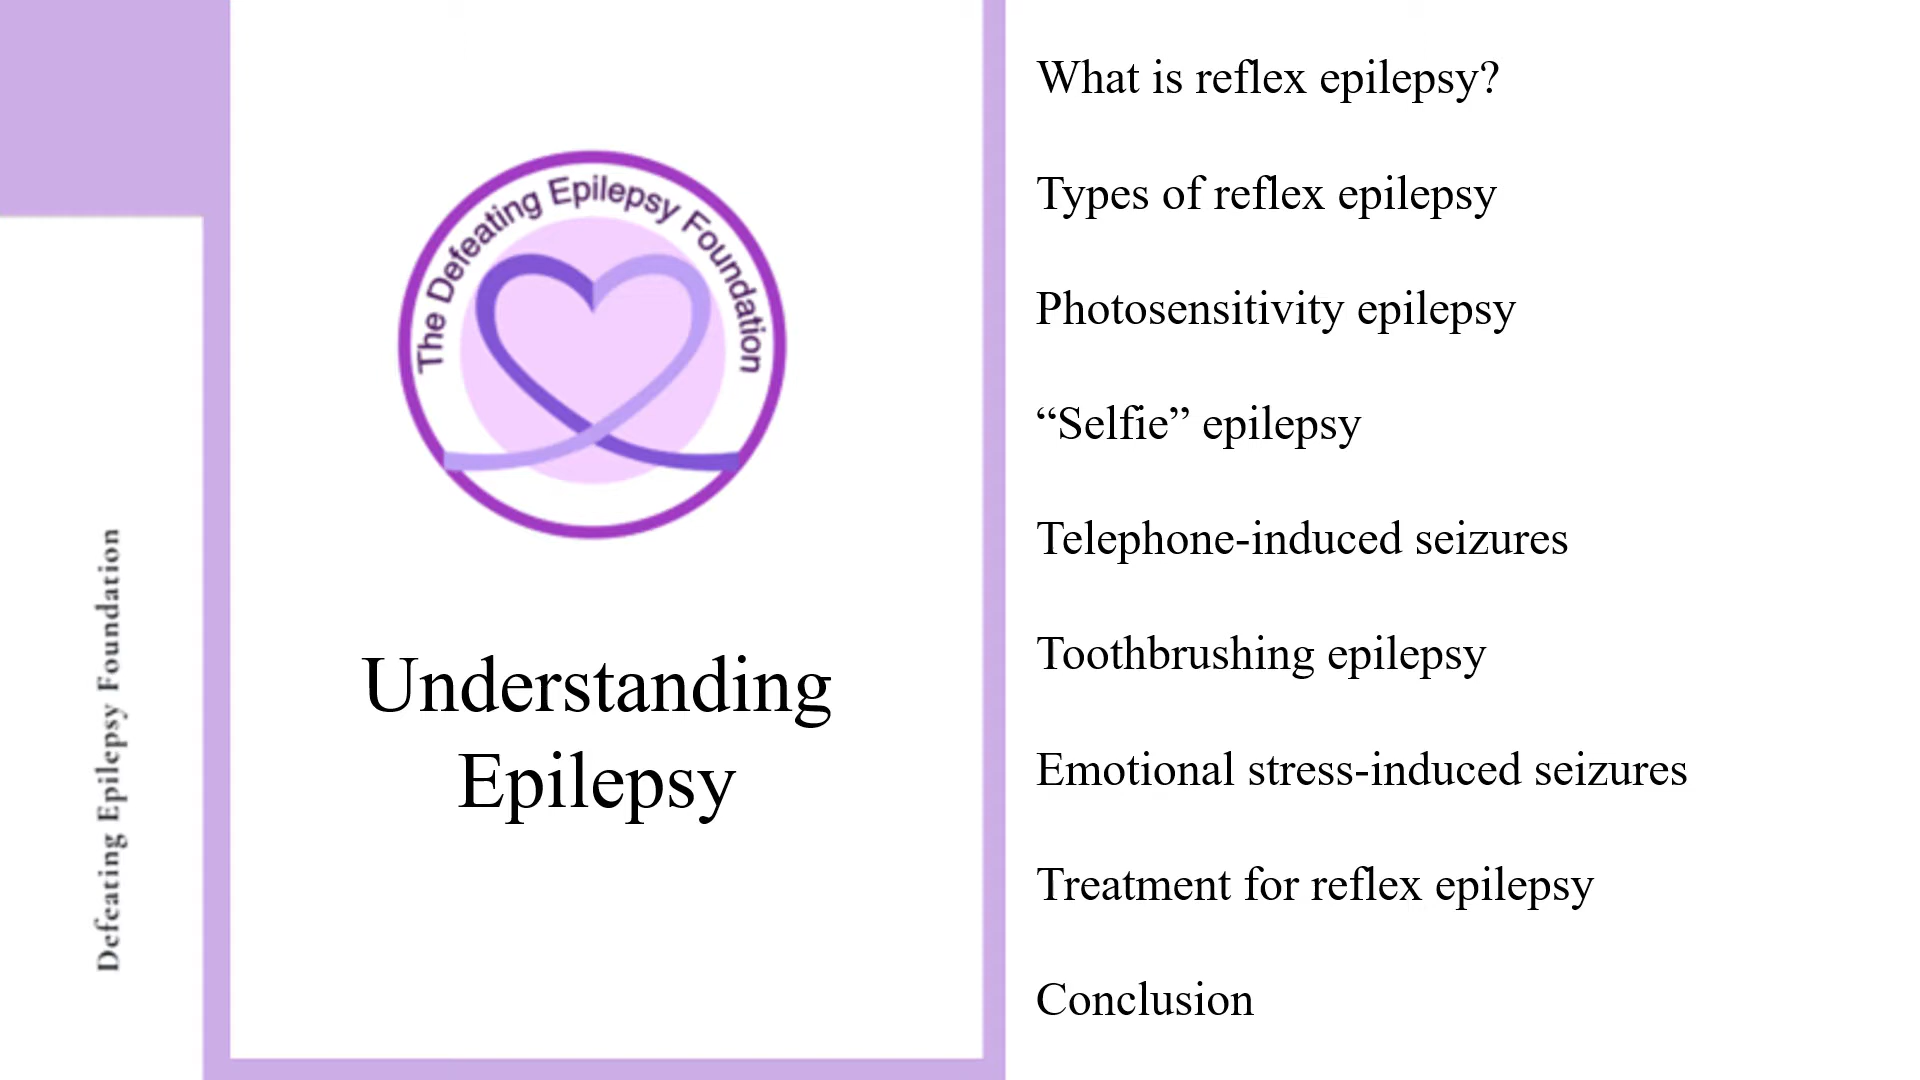 Defeating Epilepsy Foundation
The Defeating Epilepsy Foundation
Understanding
Epilepsy
What is reflex epilepsy?
Types of reflex epilepsy
Photosensitivity epilepsy
“Selfie” epilepsy
Telephone-induced seizures
Toothbrushing epilepsy
Emotional stress-induced seizures
Treatment for reflex epilepsy
Conclusion